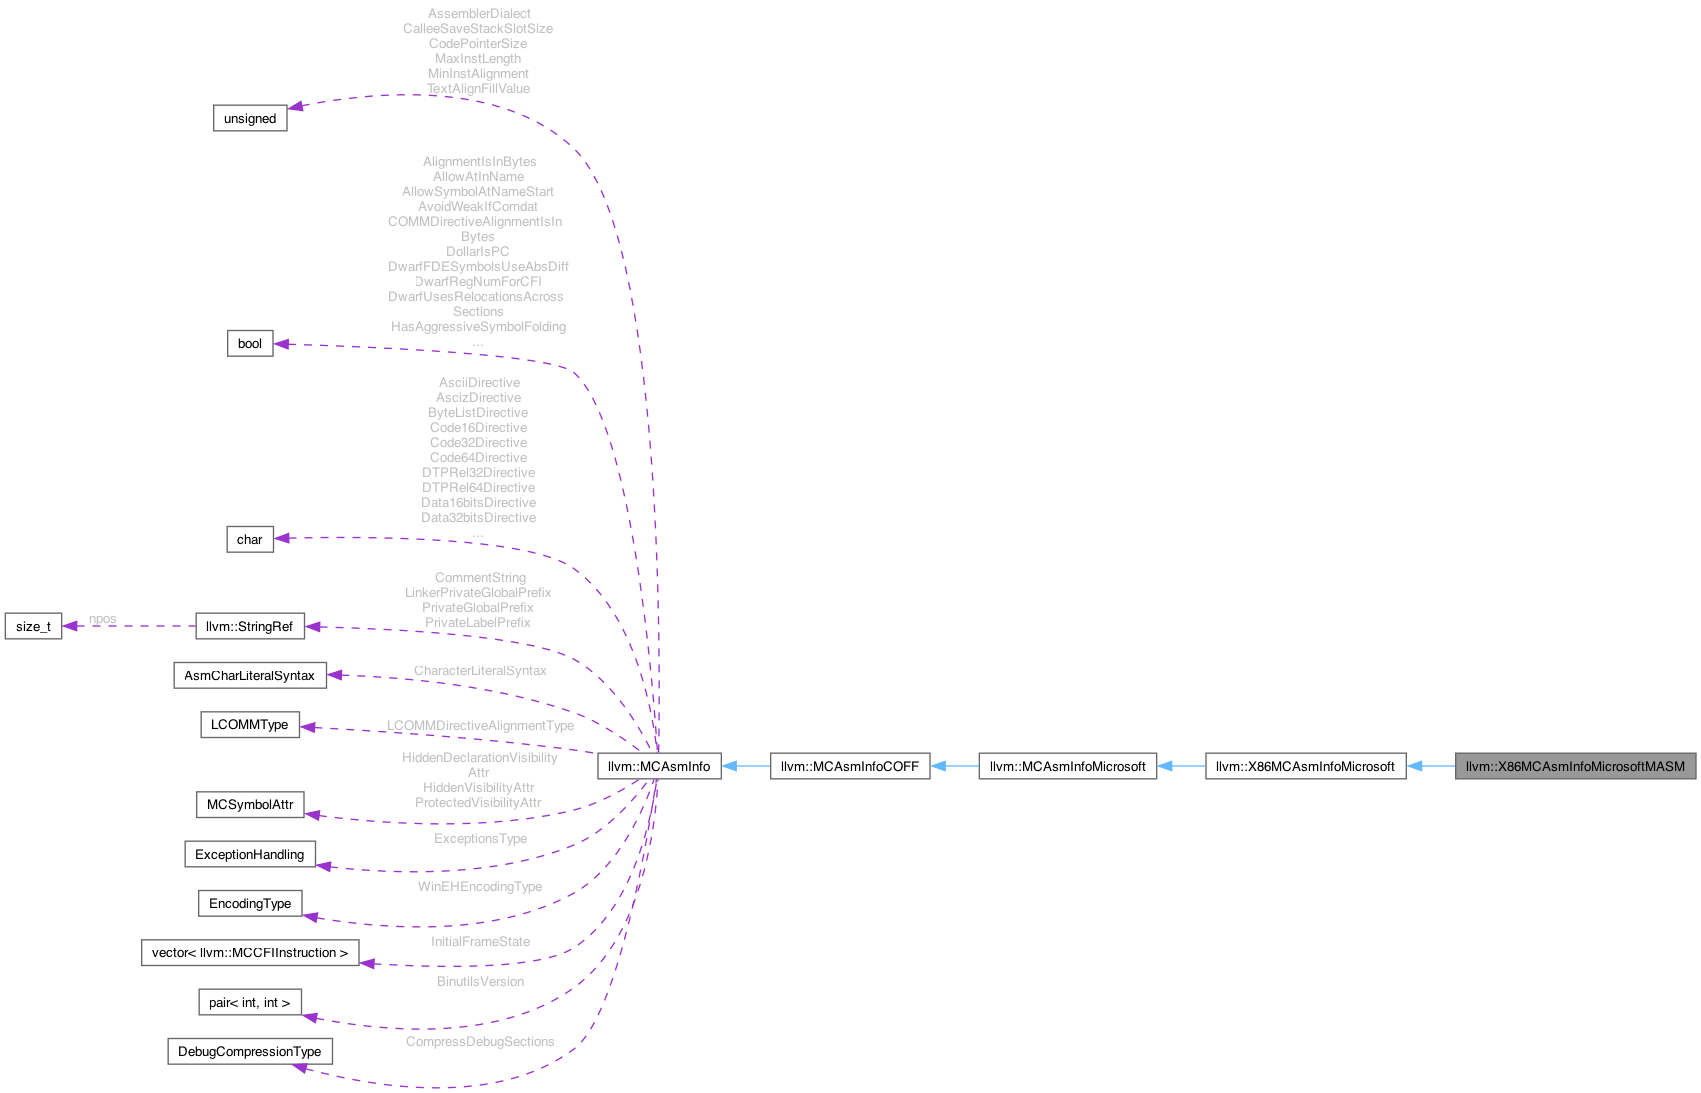 AssemblerDialect
CalleeSaveStackSlotSize
CodePointerSize
MaxInstLength
MinInstAlignment
TextAlignFillValue
unsigned
AlignmentIsInBytes
AllowAtInName
AllowSymbolAtNameStart
AvoidWeakIfComdat
COMMDirectiveAlignmentIsIn
Bytes
DollarIsPC
DwarfFDESymbolsUseAbsDiff
DwarfRegNumForCFI
DwarfUsesRelocationsAcross
Sections
HasAggressiveSymbolFolding
...
bool
AsciiDirective
AscizDirective
ByteListDirective
Code16Directive
Code32Directive
Code64Directive
DTPRel32Directive
DTPRel64Directive
Data16bitsDirective
Data32bitsDirective
...
char
CommentString
LinkerPrivateGlobalPrefix
PrivateGlobalPrefix
PrivateLabelPrefix
size_t
npos
llvm::StringRef
AsmCharLiteralSyntax
CharacterLiteralSyntax
LCOMMType
LCOMMDirectiveAlignmentType
llvm::MCAsmInfo
llvm::MCAsmInfoCOFF
llvm::MCAsmInfoMicrosoft
llvm::X86MCAsmInfoMicrosoft
llvm::X86MCAsmInfoMicrosoftMASM
HiddenDeclarationVisibility
Attr
HiddenVisibilityAttr
ProtectedVisibilityAttr
MCSymbolAttr
ExceptionsType
ExceptionHandling
WinEHEncodingType
EncodingType
InitialFrameState
vector< llvm::MCCFIInstruction >
BinutilsVersion
pair< int, int >
CompressDebugSections
DebugCompressionType